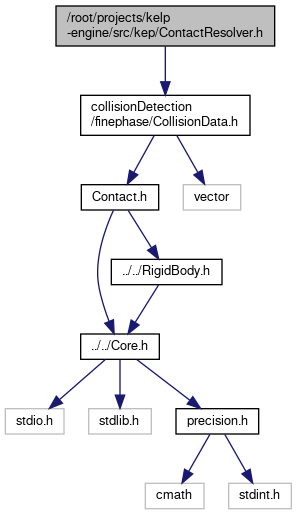 /root/projects/kelp
-engine/src/kep/ContactResolver.h
collisionDetection
/finephase/CollisionData.h
Contact.h
vector
../../RigidBody.h
../../Core.h
stdio.h
stdlib.h
precision.h
cmath
stdint.h